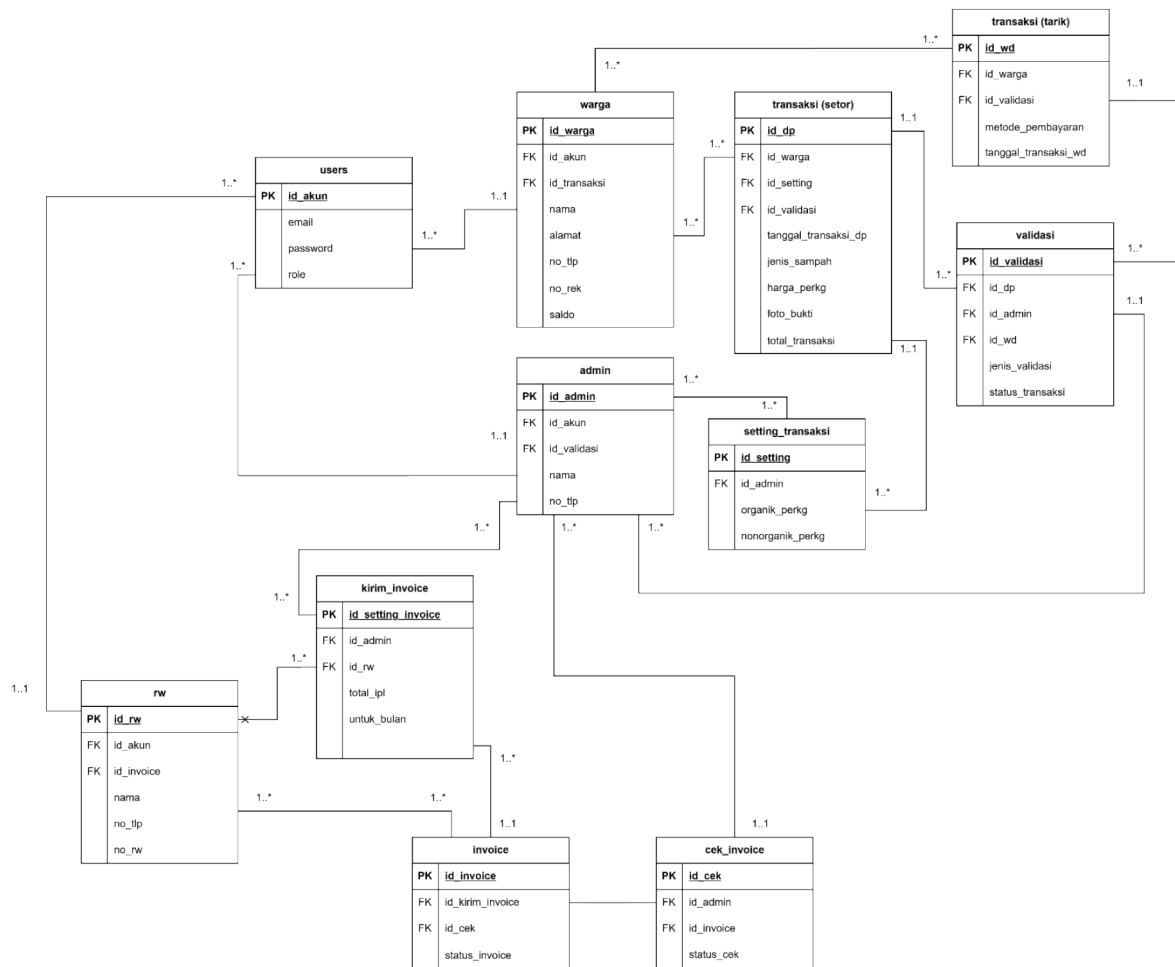 transaksi (tarik)
PK id_wd
FK id_warga
FK id_validasi
metode_pembayaran
tanggal_transaksi_wd
1..*
1..*
1..1
warga
PK id_warga
FK id_akun
FK id_transaksi
nama
alamat
no_tlp
no_rek
saldo
1..1
1..*
1..*
transaksi (setor)
PK id_dp
FK id_warga
FK id_setting
FK id_validasi
tanggal_transaksi_dp
jenis_sampah
harga_perkg
foto_bukti
total_transaksi
1..1
1..*
1..1
users
PK id_akun
email
password
role
1..*
1..*
1..*
validasi
PK id_validasi
FK id_dp
FK id_admin
FK id_wd
jenis_validasi
status_transaksi
1..*
1..1
admin
PK id_admin
FK id_akun
FK id_validasi
nama
no_tlp
1..*
1..1
1..*
1..*
1..*
setting_transaksi
PK id_setting
FK id_admin
organik_perkg
nonorganik_perkg
1..*
1..*
kirim_invoice
PK id_setting_invoice
FK id_admin
FK id_rw
total_ipl
untuk_bulan
1..*
1..*
1..*
rw
PK id_rw
FK id_akun
FK id_invoice
nama
no_tlp
no_rw
1..1
1..*
1..*
1..1
1..1
invoice
PK id_invoice
FK id_kirim_invoice
FK id_cek
status_invoice
cek_invoice
PK id_cek
FK id_admin
FK id_invoice
status_cek